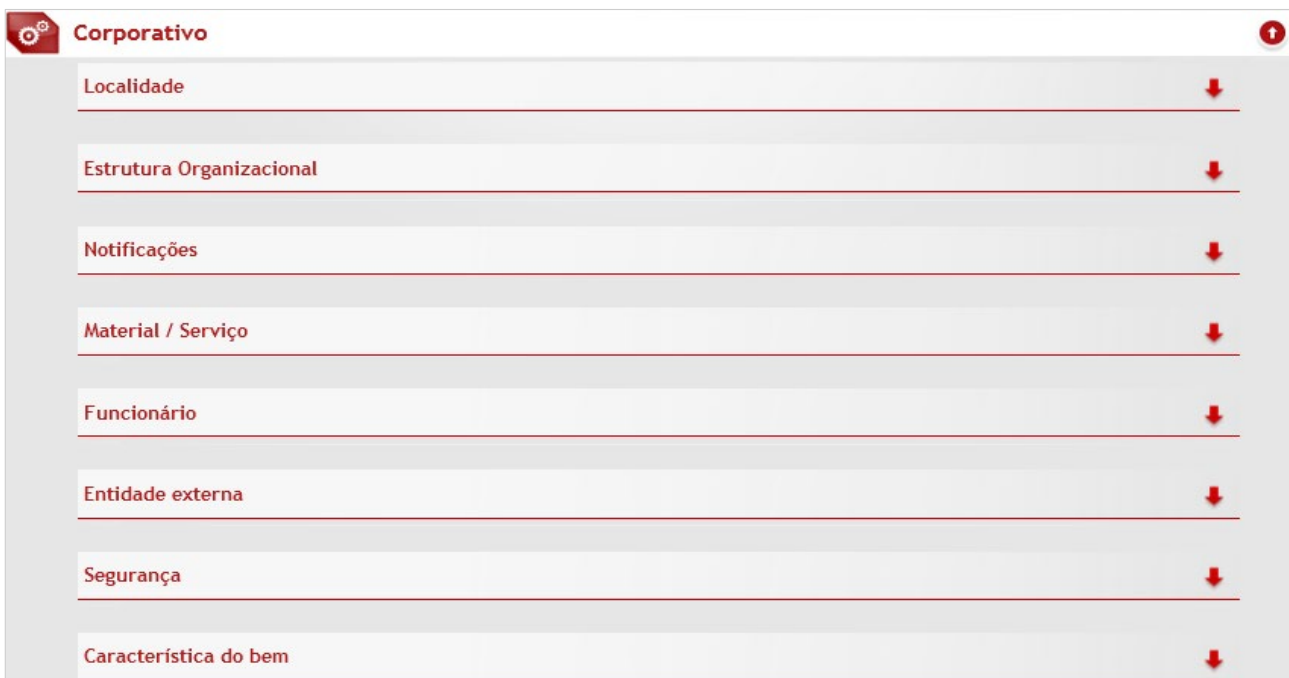 Corporativo
Localidade
Estrutura Organizacional
Notificações
Material / Serviço
Funcionário
Entidade externa
Segurança
Característica do bem